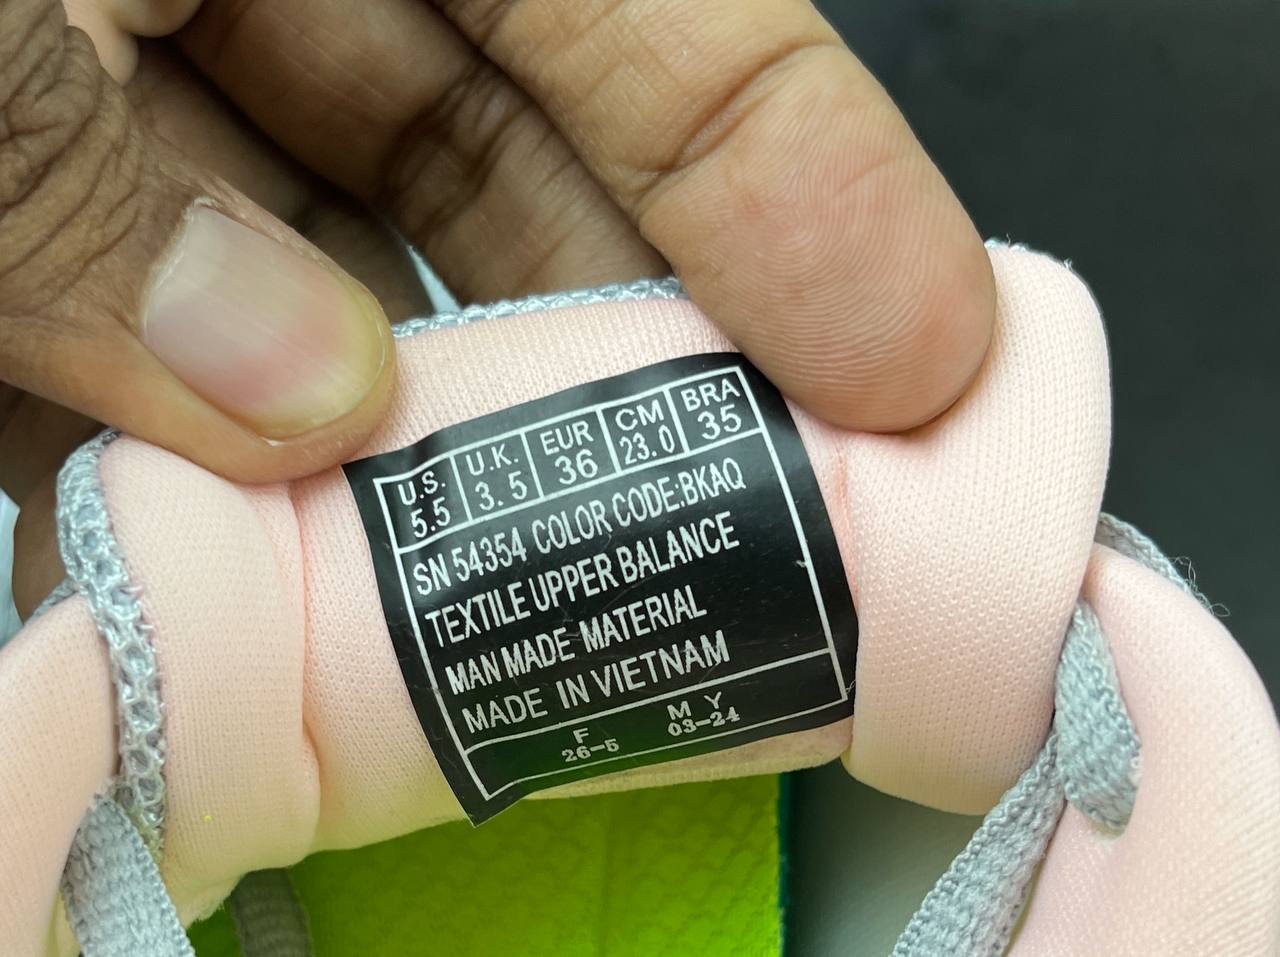 U.S. U.K. EUR CM BRA
5.5 3.5 36 23.0 35
SN 54354 COLOR CODE:BKAQ
TEXTILE UPPER BALANCE
MAN MADE MATERIAL
MADE IN VIETNAM
F M Y
26-5 03-24